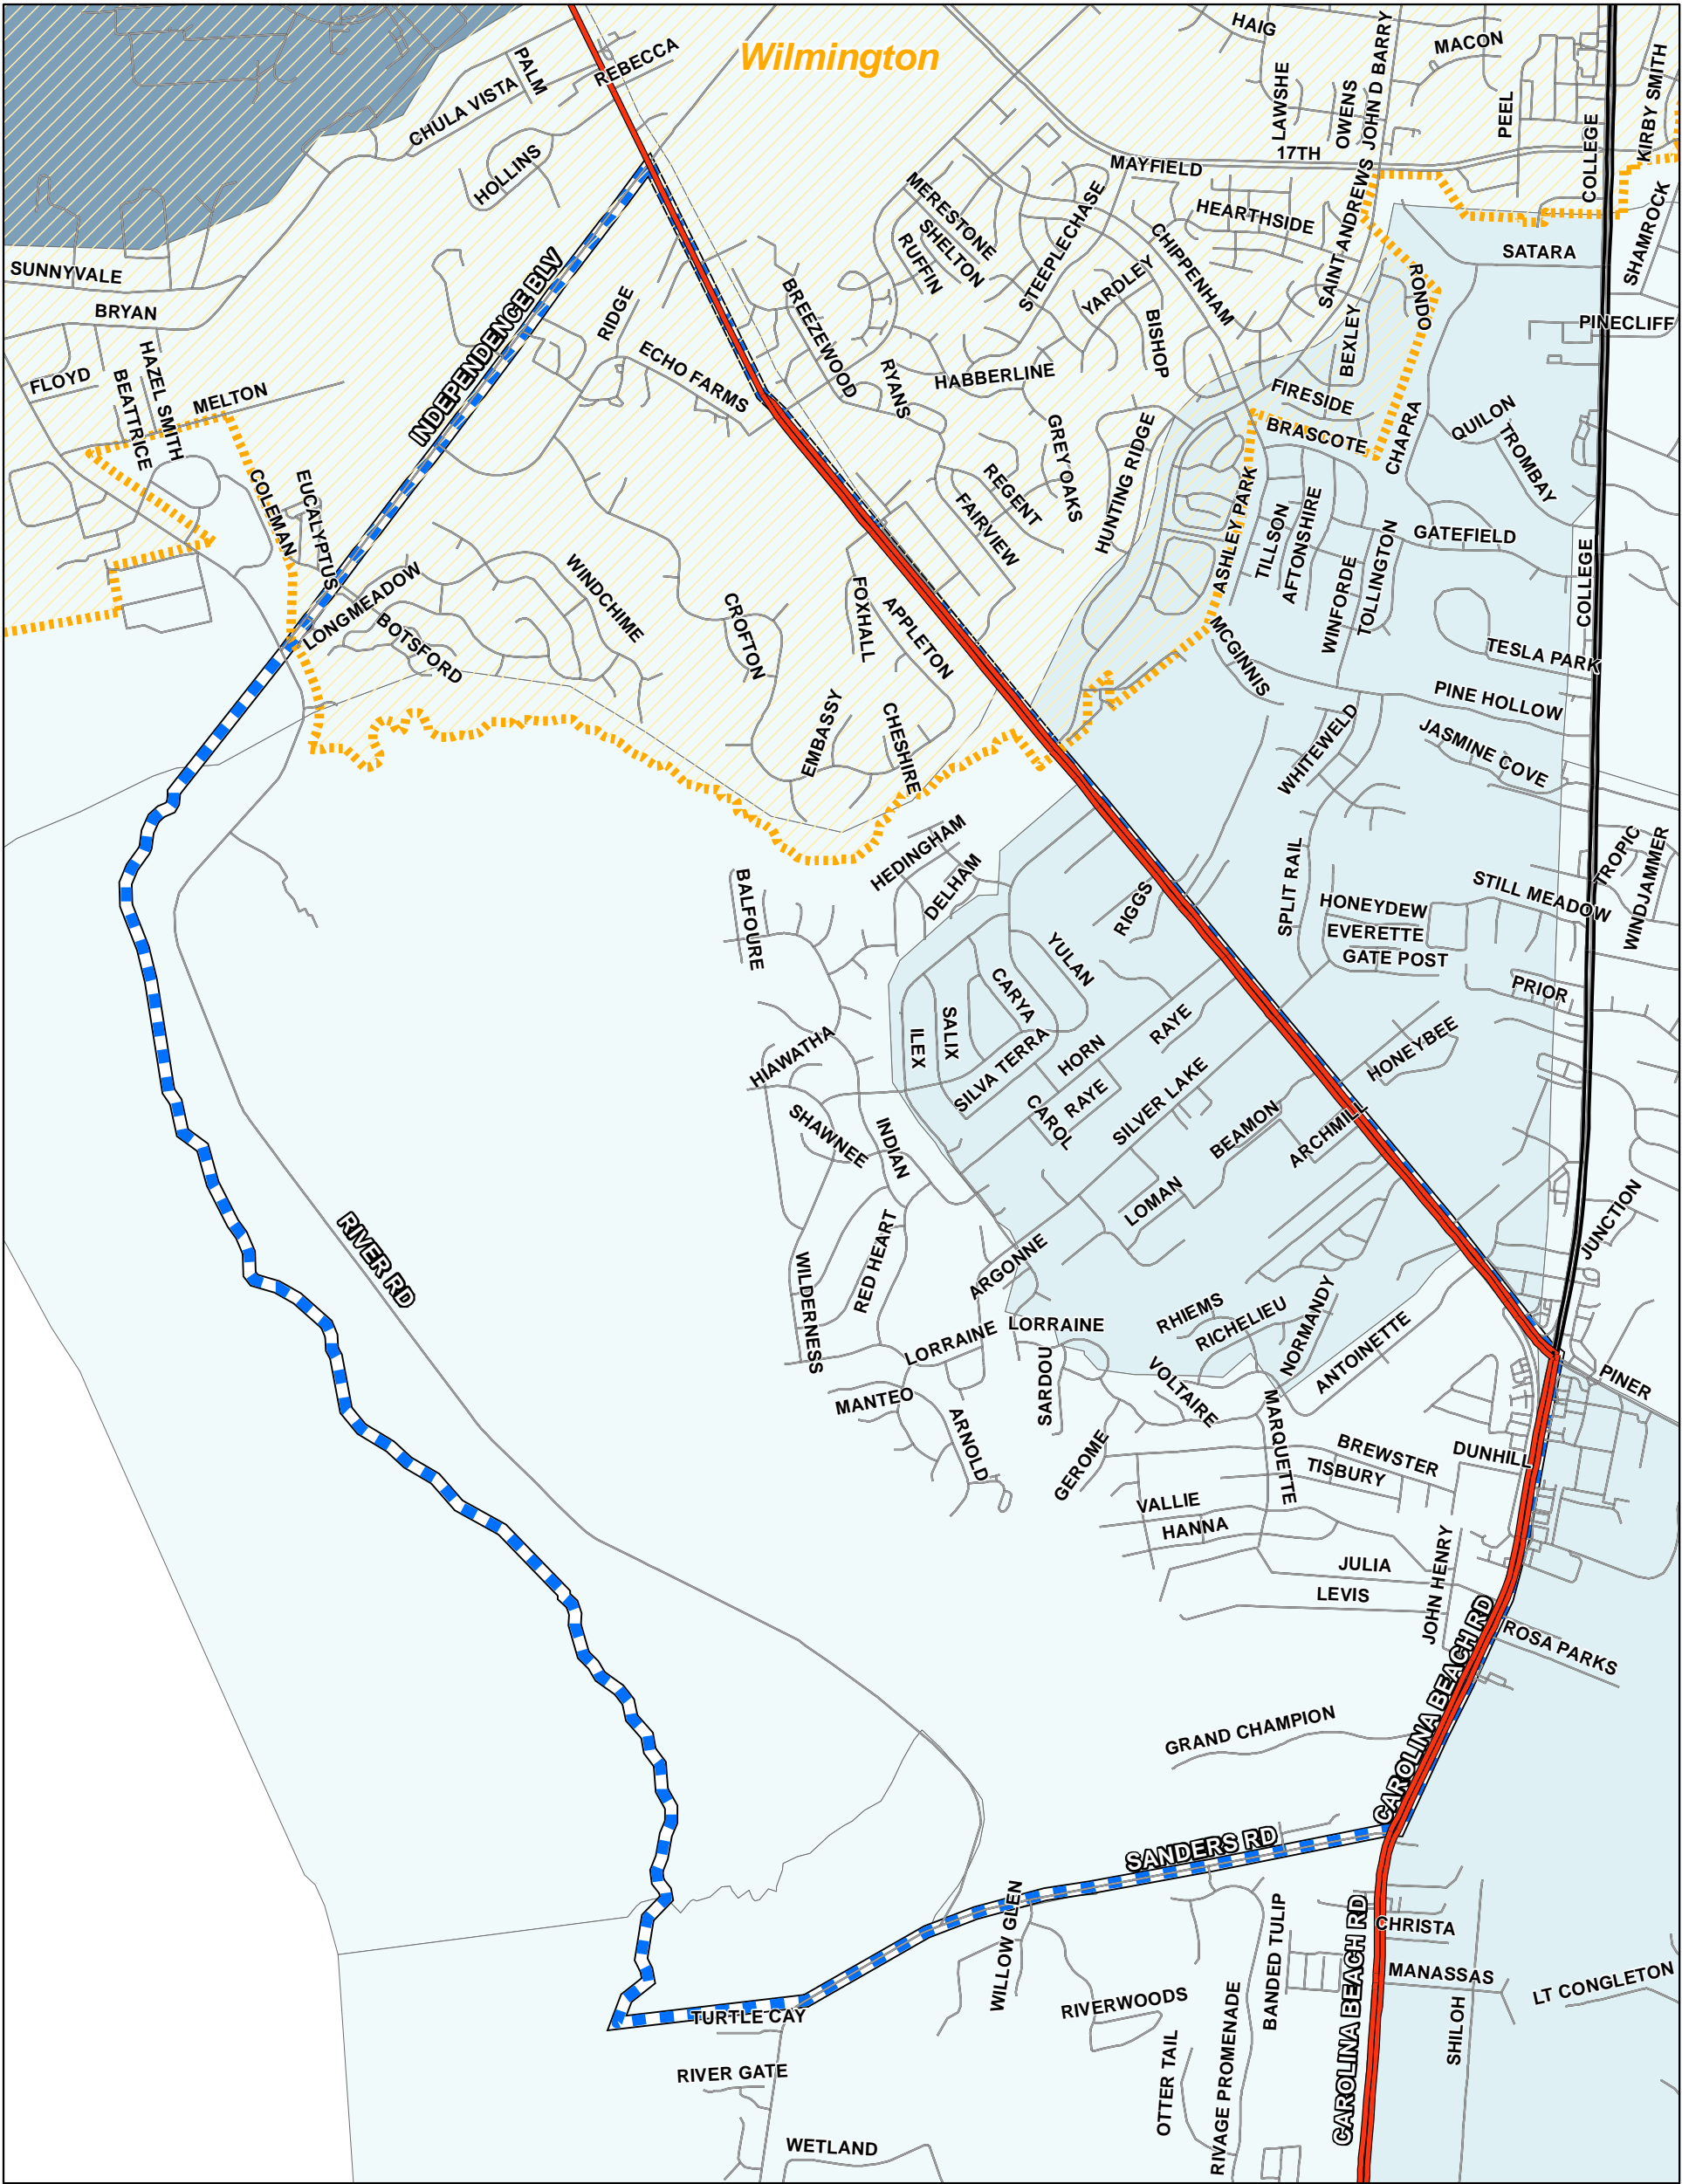 Wilmington
HAIG
MACON
JOHN D BARRY
KIRBY SMITH
PALM
REBECCA
CHULA VISTA
LAWSHE
OWENS
PEEL
COLLEGE
HOLLINS
17TH
MAYFIELD
MERESTONE
SHELTON
RUFFIN
STEEPLECHASE
HEARTHSIDE
SAINT ANDREWS
SHAMROCK
CHIPPENHAM
SATARA
SUNNYVALE
BRYAN
INDEPENDENCE BLV
RIDGE
BREEZEWOOD
YARDLEY
BISHOP
BEXLEY
RONDO
PINECLIFF
FLOYD
BEATRICE
HAZEL SMITH
MELTON
ECHO FARMS
RYANS
HABBERLINE
FIRESIDE
BRASCOTE
CHAPRA
QUILON
TROMBAY
GREY OAKS
HUNTING RIDGE
COLEMAN
EUCALYPTUS
REGENT
FAIRVIEW
ASHLEY PARK
TILLSON
AFTONSHIRE
WINFORDE
TOLLINGTON
GATEFIELD
COLLEGE
LONGMEADOW
BOTSFORD
WINDCHIME
CROFTON
FOXHALL
APPLETON
MCGINNIS
TESLA PARK
PINE HOLLOW
EMBASSY
CHESHIRE
WHITEWELD
JASMINE COVE
HEDINGHAM
DELHAM
BALFOURE
RIGGS
SPLIT RAIL
HONEYDEW
EVERETTE
GATE POST
STILL MEADOW
TROPIC
WINDJAMMER
YULAN
CARYA
SALIX
ILEX
SILVA TERRA
HORN
RAYE
RAYE
CAROL
PRIOR
HIAWATHA
SHAWNEE
INDIAN
SILVER LAKE
HONEYBEE
BEAMON
ARCHMILL
LOMAN
JUNCTION
RIVER RD
WILDERNESS
RED HEART
ARGONNE
LORRAINE
LORRAINE
RHIEMS
RICHELIEU
NORMANDY
ANTOINETTE
PINER
MANTEO
ARNOLD
SARDOU
VOLTAIRE
GEROME
MARQUETTE
BREWSTER
TISBURY
DUNHILL
VALLIE
HANNA
JULIA
LEVIS
JOHN HENRY
ROSA PARKS
CAROLINA BEACH RD
GRAND CHAMPION
SANDERS RD
WILLOW GLEN
TURTLE CAY
RIVER GATE
WETLAND
RIVERWOODS
OTTER TAIL
RIVAGE PROMENADE
BANDED TULIP
CAROLINA BEACH RD
CHRISTA
MANASSAS
SHILOH
LT CONGLETON